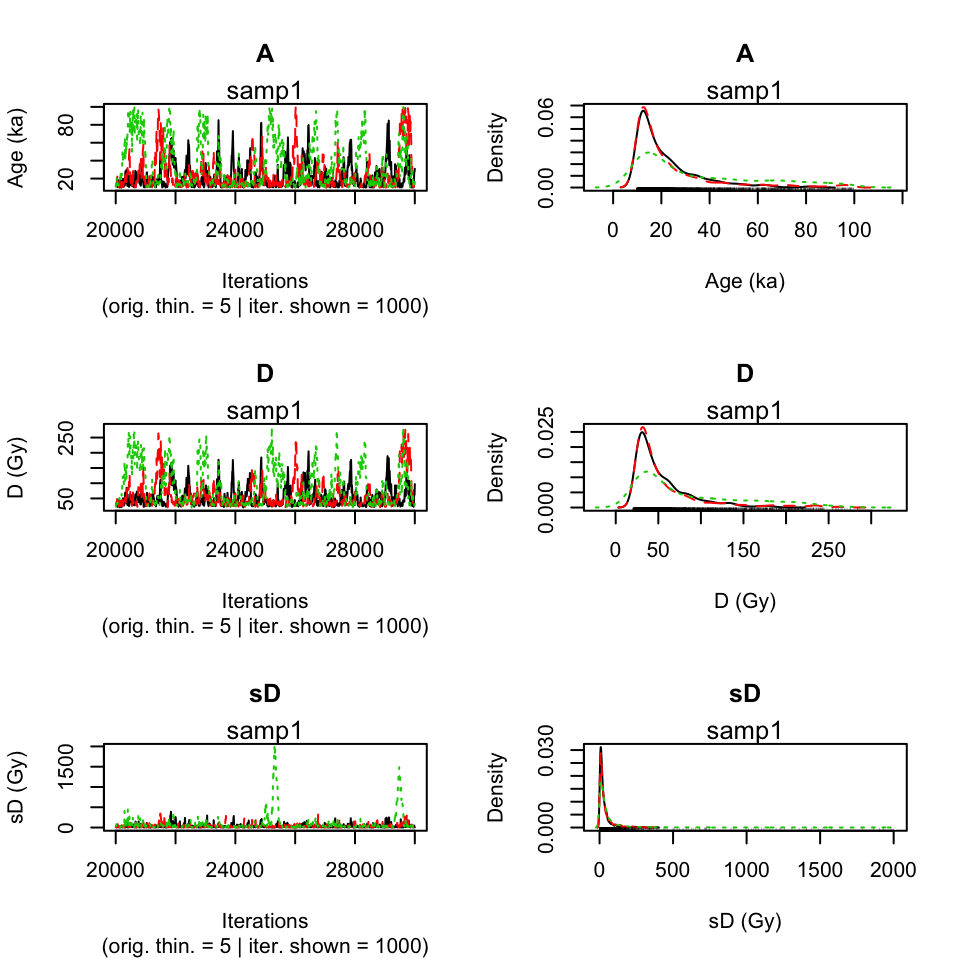 A
samp1
Age (ka)
80
20
20000 24000 28000
Iterations
(orig. thin. = 5 | iter. shown = 1000)
A
samp1
Density
0.06
0.00
0 20 40 60 80 100
Age (ka)
D
samp1
D (Gy)
250
50
20000 24000 28000
Iterations
(orig. thin. = 5 | iter. shown = 1000)
D
samp1
Density
0.025
0.000
0 50 150 250
D (Gy)
sD
samp1
sD (Gy)
1500
0
20000 24000 28000
Iterations
(orig. thin. = 5 | iter. shown = 1000)
sD
samp1
Density
0.030
0.000
0 500 1000 1500 2000
sD (Gy)